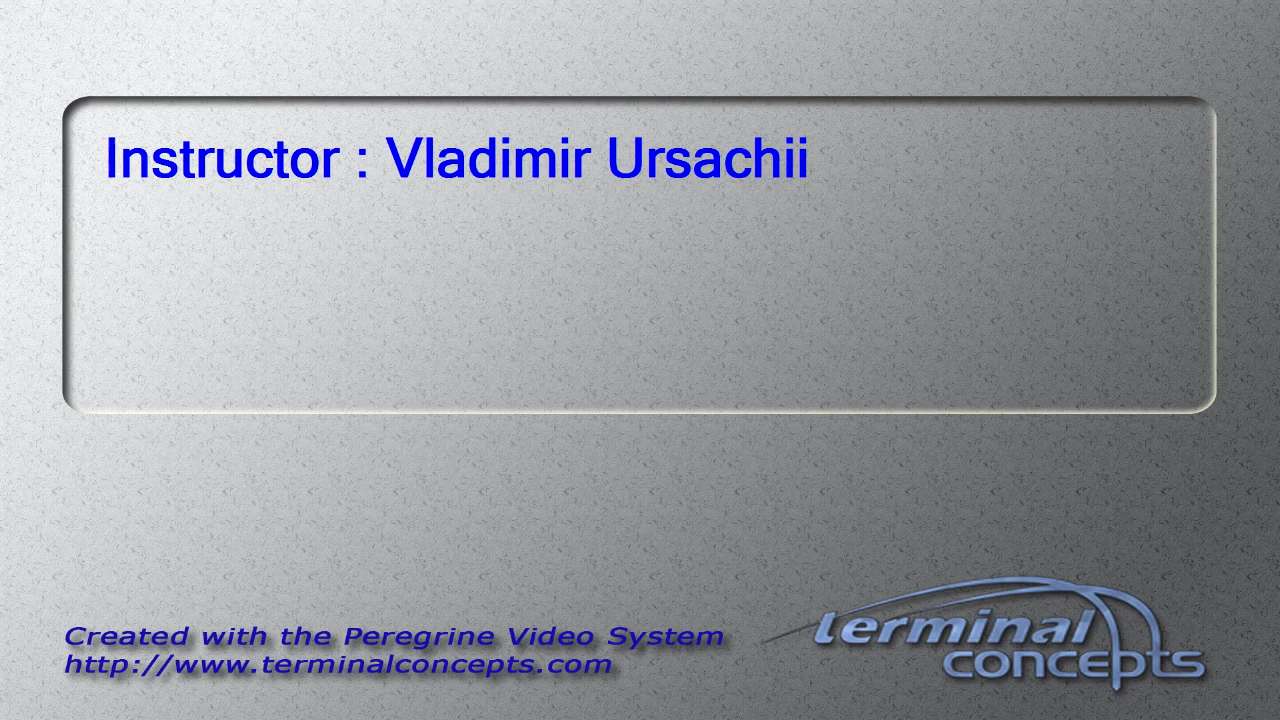 Instructor : Vladimir Ursachii
Created with the Peregrine Video System
http://www.terminalconcepts.com
terminal
concepts